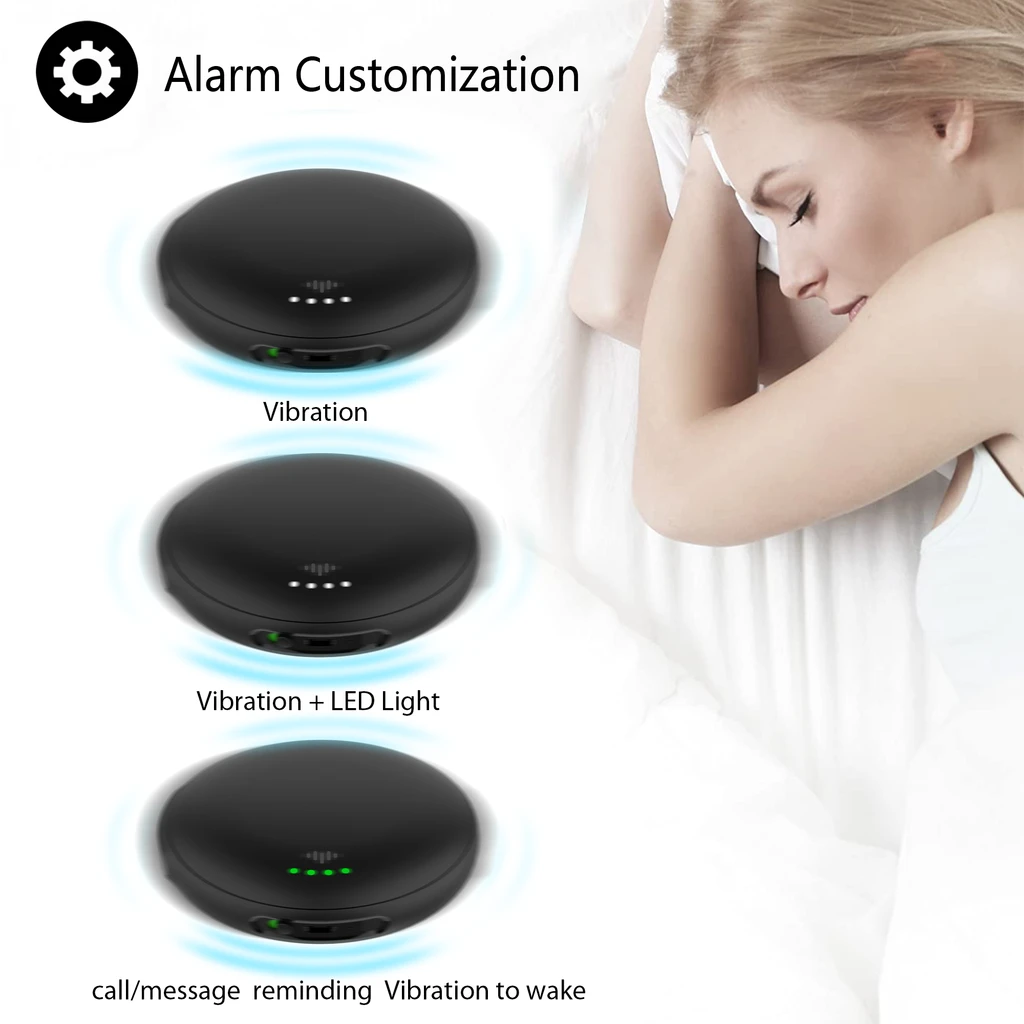 Alarm Customization
Vibration
Vibration + LED Light
call/message reminding Vibration to wake